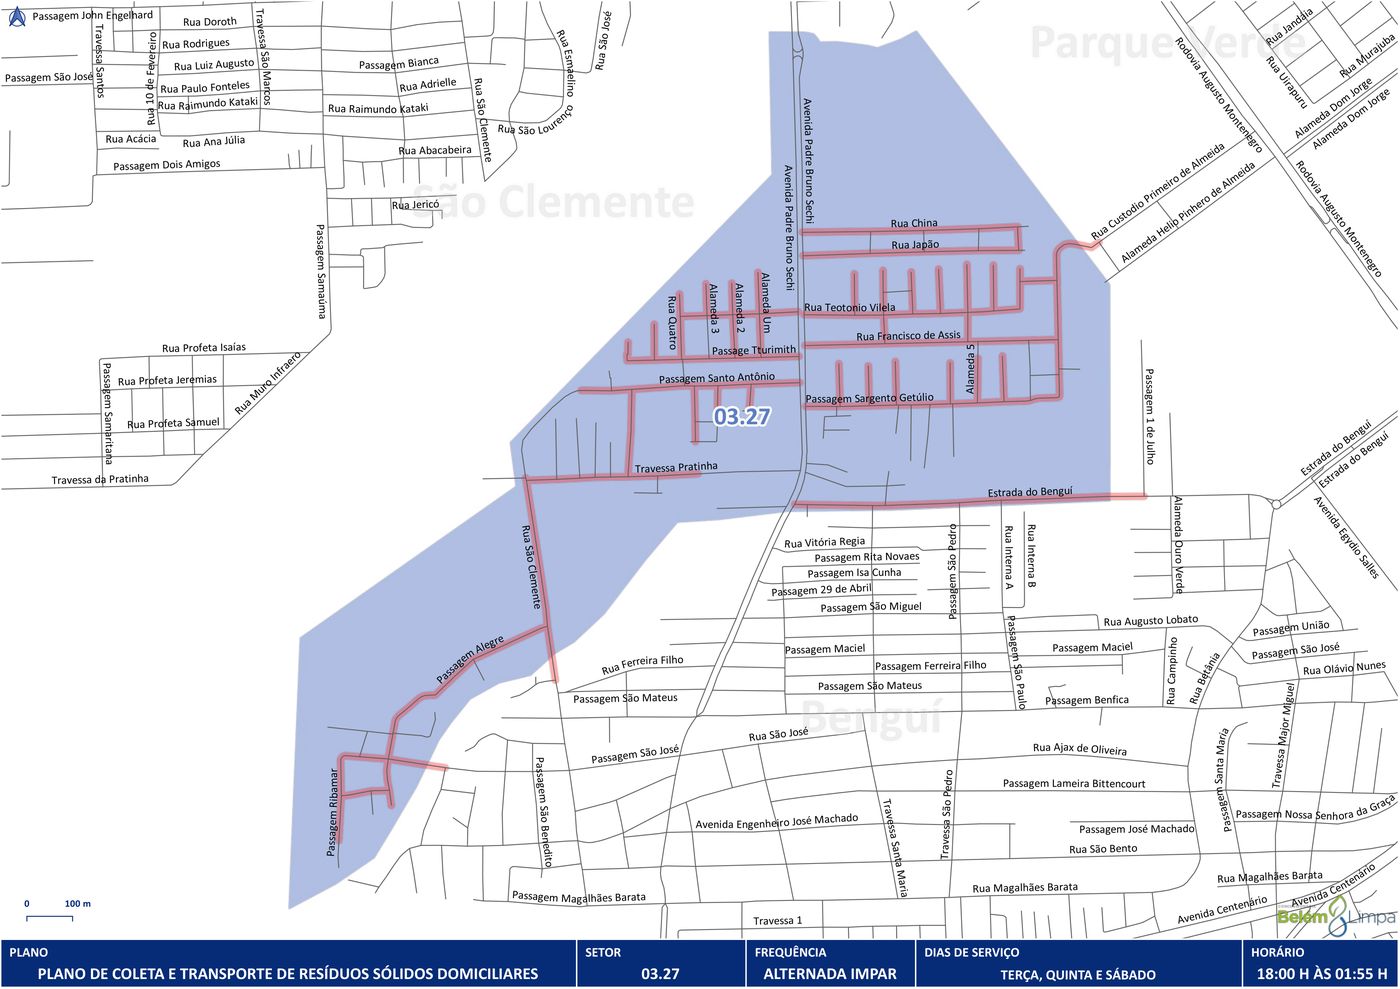 Passagem John Engelhard
Rua Doroth
Travessa Santos
Rua 10 de Fevereiro
Travessa São Marcos
Rua Rodrigues
Rua Luiz Augusto
Passagem São José
Rua Paulo Fonteles
Rua Raimundo Kataki
Rua Acácia
Rua Ana Júlia
Passagem Dois Amigos
Passagem Bianca
Rua Adrielle
Rua Raimundo Kataki
Rua São Clemente
Rua Abacabeira
Rua São Lourenço
Rua Esmaelino
Rua São José
São Clemente
Rua Jericó
Passagem Samaúma
Parque Verde
Rua Jandaia
Rua Murajuba
Rua Uirapuru
Rodovia Augusto Montenegro
Alameda Dom Jorge
Alameda Dom Jorge
Rodovia Augusto Montenegro
Rua Custodio Primeiro de Almeida
Alameda Helio Pinhero de Almeida
Avenida Padre Bruno Sechi
Avenida Padre Bruno Sechi
Rua China
Rua Japão
Rua Teotonio Vilela
Rua Francisco de Assis
Alameda 5
Passagem Sargento Getúlio
Rua Quatro
Alameda 3
Alameda 2
Alameda Um
Passage Tturimith
Passagem Santo Antônio
03.27
Travessa Pratinha
Rua Profeta Isaías
Rua Profeta Jeremias
Rua Profeta Samuel
Passagem Samaritana
Rua Muro Infraero
Travessa da Pratinha
Passagem 1 de Julho
Estrada do Benguí
Estrada do Benguí
Estrada do Benguí
Avenida Egydio Salles
Alameda Ouro Verde
Rua São Clemente
Passagem Alegre
Passagem Ribamar
Rua Vitória Regia
Passagem Rita Novaes
Passagem Isa Cunha
Passagem 29 de Abril
Passagem São Miguel
Passagem São Pedro
Rua Interna A
Rua Interna B
Passagem São Paulo
Rua Augusto Lobato
Passagem Maciel
Passagem Maciel
Passagem Ferreira Filho
Passagem São Mateus
Passagem Benfica
Rua Campinho
Rua Betânia
Passagem União
Passagem São José
Rua Olávio Nunes
Rua Ferreira Filho
Passagem São Mateus
Benguí
Passagem São José
Rua São José
Rua Ajax de Oliveira
Passagem Lameira Bittencourt
Passagem Santa Maria
Travessa Major Miguel
Passagem Nossa Senhora da Graça
Passagem São Benedito
Avenida Engenheiro José Machado
Travessa Santa Maria
Travessa São Pedro
Passagem José Machado
Rua São Bento
Passagem Magalhães Barata
Rua Magalhães Barata
Rua Magalhães Barata
Avenida Centenário
Avenida Centenário
Travessa 1
0 100 m
Belém Limpa
PLANO
PLANO DE COLETA E TRANSPORTE DE RESÍDUOS SÓLIDOS DOMICILIARES
SETOR
03.27
FREQUÊNCIA
ALTERNADA IMPAR
DIAS DE SERVIÇO
TERÇA, QUINTA E SÁBADO
HORÁRIO
18:00 H ÀS 01:55 H